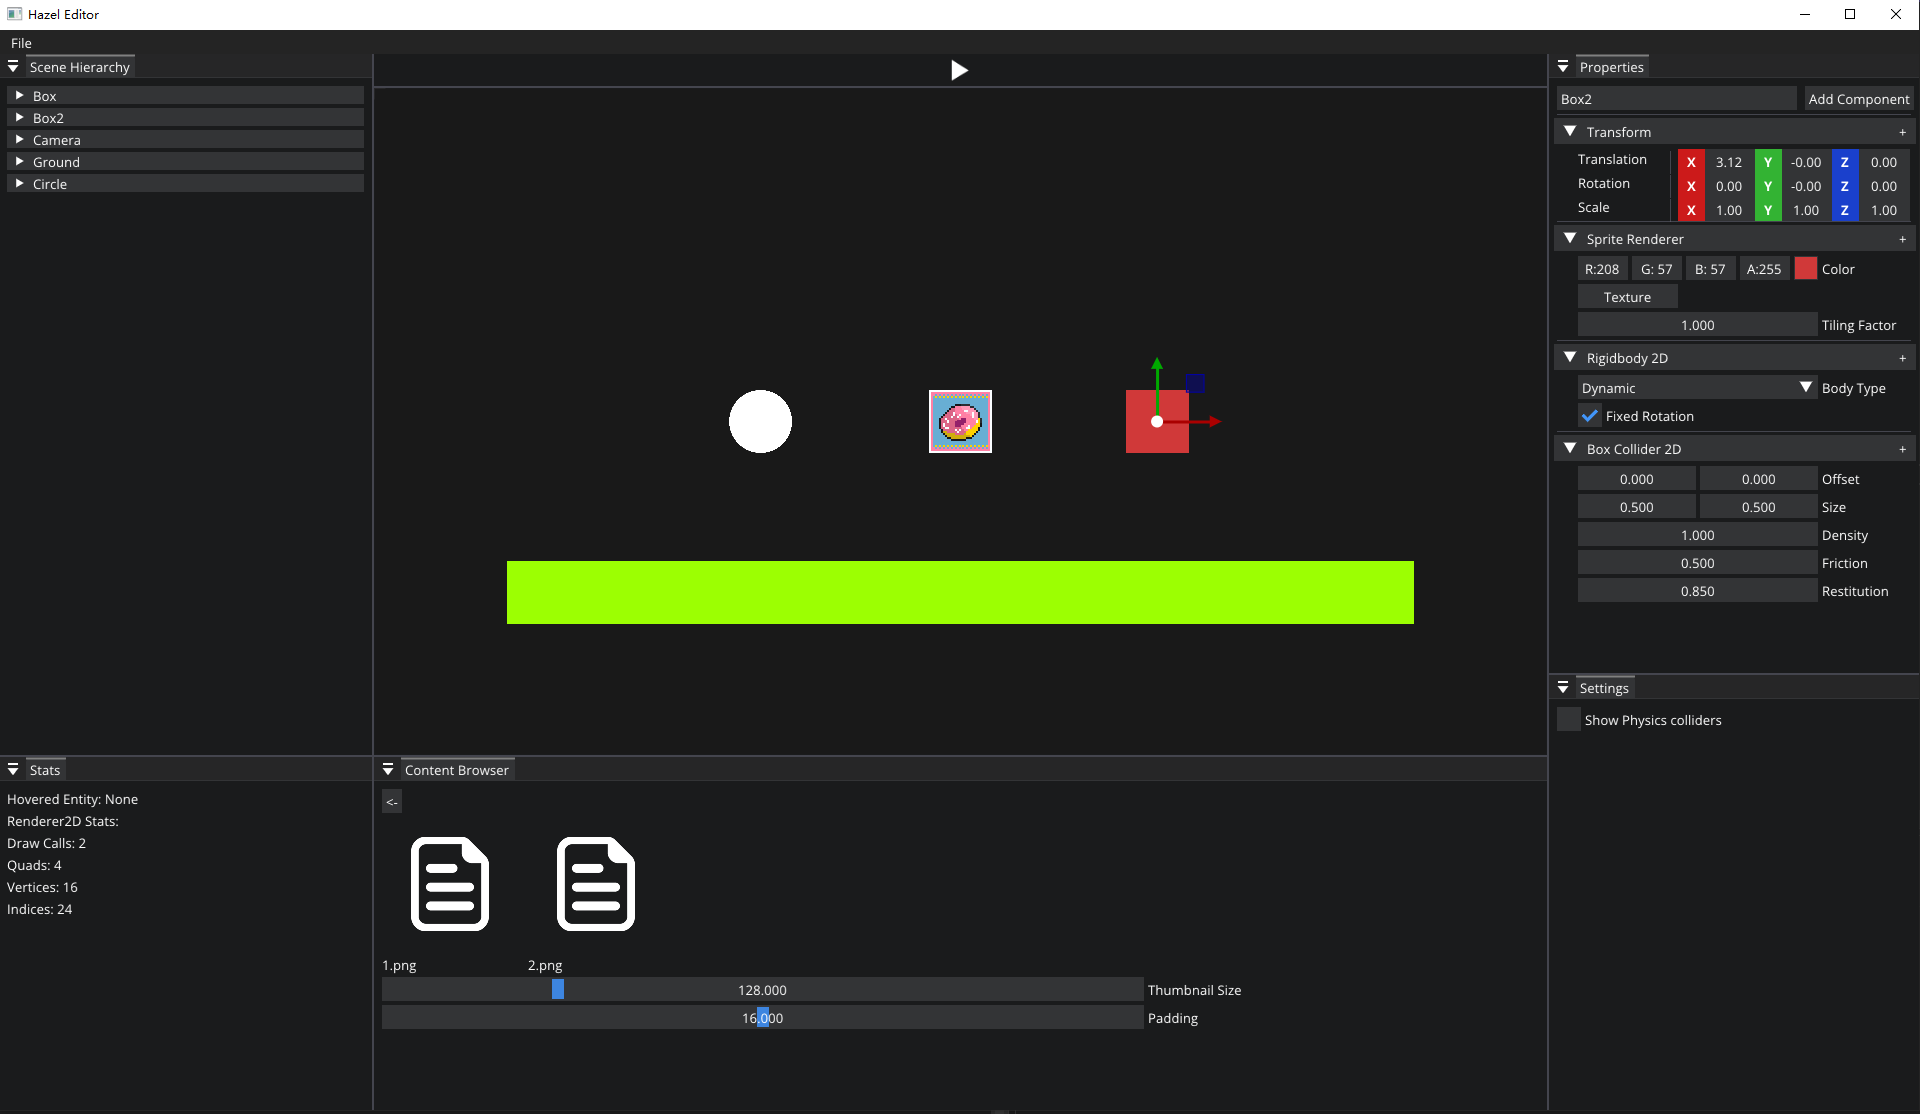 Hazel Editor
File
Scene Hierarchy
Box
Box2
Camera
Ground
Circle
Properties
Box2 Add Component
Transform +
Translation X 3.12 Y -0.00 Z 0.00
Rotation X 0.00 Y -0.00 Z 0.00
Scale X 1.00 Y 1.00 Z 1.00
Sprite Renderer +
R:208 G: 57 B: 57 A:255 Color
Texture
1.000 Tiling Factor
Rigidbody 2D +
Dynamic Body Type
Fixed Rotation
Box Collider 2D +
0.000 0.000 Offset
0.500 0.500 Size
1.000 Density
0.500 Friction
0.850 Restitution
Settings
Show Physics colliders
Stats
Hovered Entity: None
Renderer2D Stats:
Draw Calls: 2
Quads: 4
Vertices: 16
Indices: 24
Content Browser
<-
1.png 2.png
128.000 Thumbnail Size
16.000 Padding